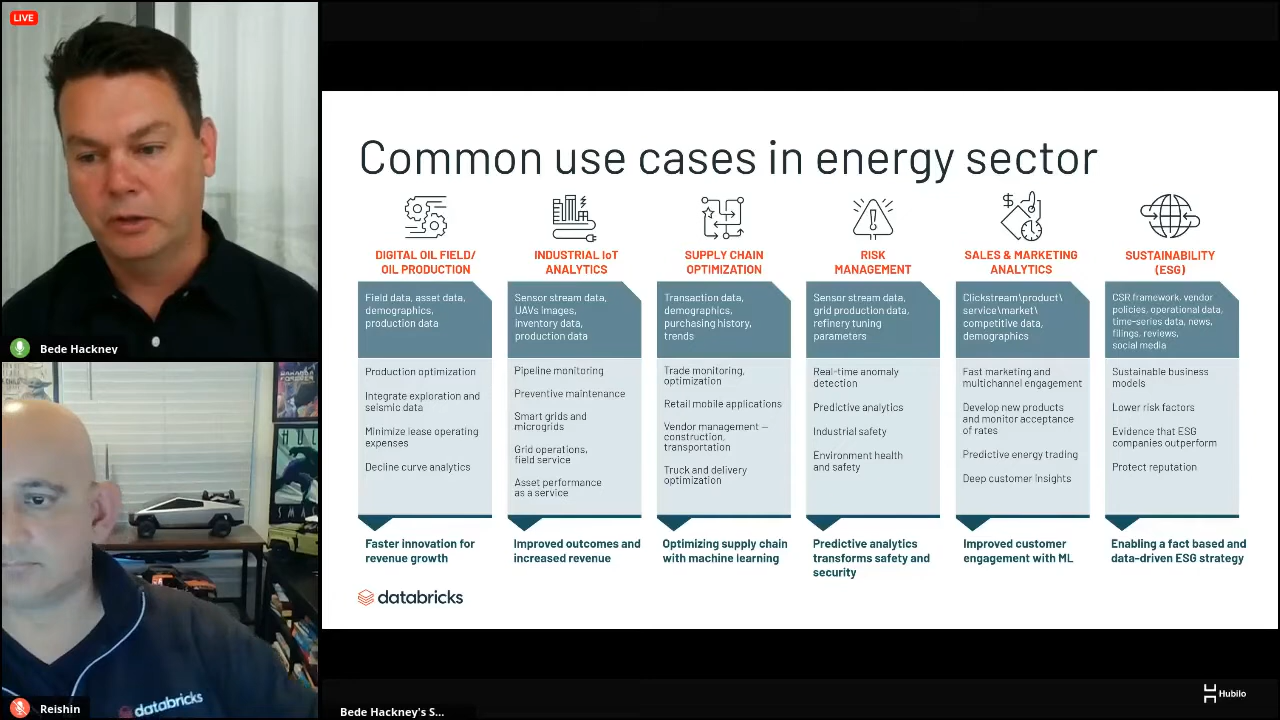 LIVE
Bede Hackney
databricks
Reishin
Common use cases in energy sector
DIGITAL OIL FIELD/
OIL PRODUCTION
Field data, asset data,
demographics,
production data
Production optimization
Integrate exploration and
seismic data
Minimize lease operating
expenses
Decline curve analytics
Faster innovation for
revenue growth
INDUSTRIAL IoT
ANALYTICS
Sensor stream data,
UAVs images,
inventory data,
production data
Pipeline monitoring
Preventive maintenance
Smart grids and
microgrids
Grid operations,
field service
Asset performance
as a service
Improved outcomes and
increased revenue
SUPPLY CHAIN
OPTIMIZATION
Transaction data,
demographics,
purchasing history,
trends
Trade monitoring,
optimization
Retail mobile applications
Vendor management –
construction,
transportation
Truck and delivery
optimization
Optimizing supply chain
with machine learning
RISK
MANAGEMENT
Sensor stream data,
grid production data,
refinery tuning
parameters
Real-time anomaly
detection
Predictive analytics
Industrial safety
Environment health
and safety
Predictive analytics
transforms safety and
security
SALES & MARKETING
ANALYTICS
Clickstream\product\
service\market\
competitive data,
demographics
Fast marketing and
multichannel engagement
Develop new products
and monitor acceptance
of rates
Predictive energy trading
Deep customer insights
Improved customer
engagement with ML
SUSTAINABILITY
(ESG)
CSR framework, vendor
policies, operational data,
time-series data, news,
filings, reviews,
social media
Sustainable business
models
Lower risk factors
Evidence that ESG
companies outperform
Protect reputation
Enabling a fact based and
data-driven ESG strategy
databricks
Bede Hackney's S...
Hubilo